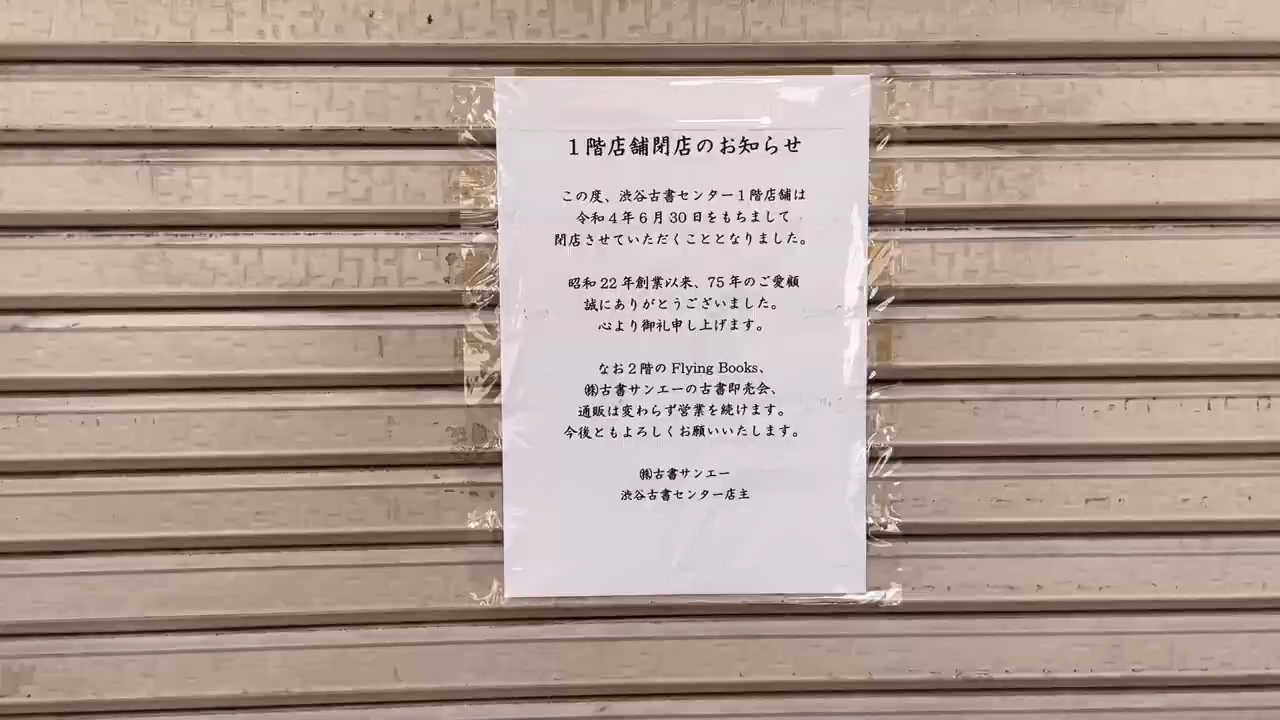 1階店舗閉店のお知らせ
この度、渋谷古書センター1階店舗は
令和4年6月30日をもちまして
閉店させていただくこととなりました。
昭和22年創業以来、75年のご愛顧
誠にありがとうございました。
心より御礼申し上げます。
なお2階のFlying Books、
㈱古書サンエーの古書即売会、
通販は変わらず営業を続けます。
今後ともよろしくお願いいたします。
㈱古書サンエー
渋谷古書センター店主